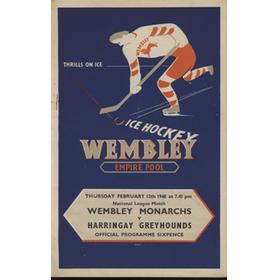 THRILLS ON ICE
ICE HOCKEY
WEMBLEY
EMPIRE POOL
THURSDAY FEBRUARY 12th 1948 at 7.45 pm
National League Match
WEMBLEY MONARCHS
v
HARRINGAY GREYHOUNDS
OFFICIAL PROGRAMME SIXPENCE